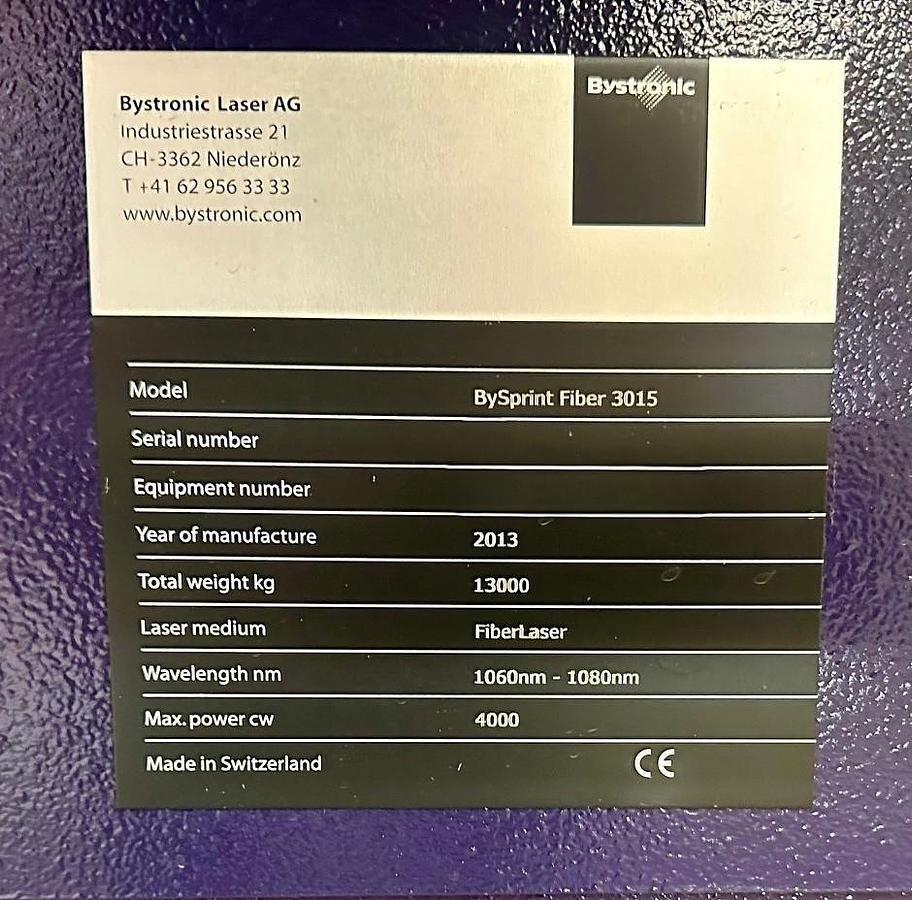 Bystronic Laser AG
Industriestrasse 21
CH-3362 Niederönz
T +41 62 956 33 33
www.bystronic.com
Bystronic
Model BySprint Fiber 3015
Serial number
Equipment number
Year of manufacture 2013
Total weight kg 13000
Laser medium FiberLaser
Wavelength nm 1060nm - 1080nm
Max. power cw 4000
Made in Switzerland CE